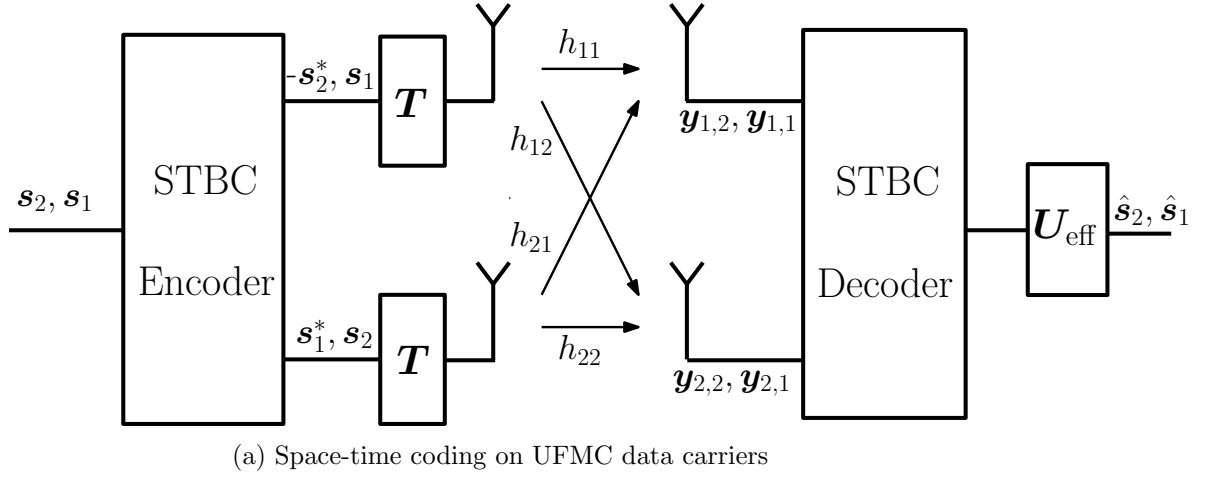 s₂, s₁
STBC
Encoder
-s₂*, s₁
T
s₁*, s₂
T
h₁₁
h₁₂
h₂₁
h₂₂
y₁,₂, y₁,₁
y₂,₂, y₂,₁
STBC
Decoder
U_eff
ŝ₂, ŝ₁
(a) Space-time coding on UFMC data carriers